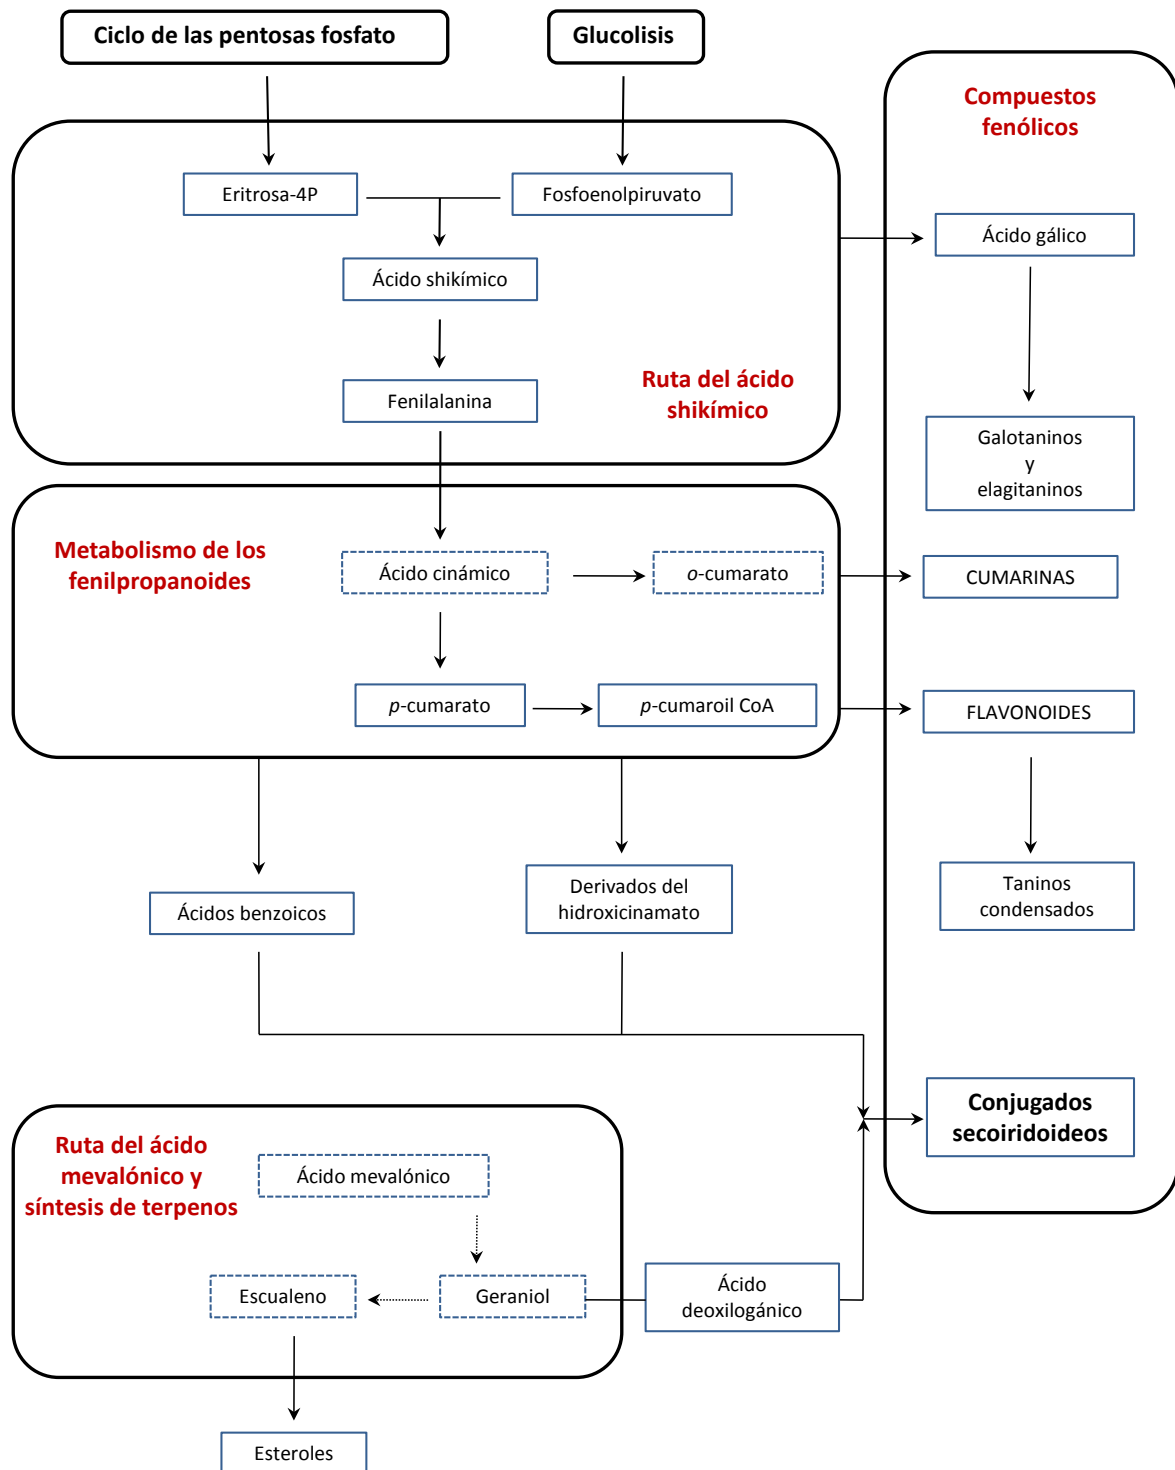 Ciclo de las pentosas fosfato
Glucolisis
Compuestos
fenólicos
Eritrosa-4P
Fosfoenolpiruvato
Ácido gálico
Ácido shikímico
Ruta del ácido
shikímico
Fenilalanina
Galotaninos
y
elagitaninos
Metabolismo de los
fenilpropanoides
Ácido cinámico
o-cumarato
CUMARINAS
p-cumarato
p-cumaroil CoA
FLAVONOIDES
Ácidos benzoicos
Derivados del
hidroxicinamato
Taninos
condensados
Conjugados
secoiridoideos
Ruta del ácido
mevalónico y
síntesis de terpenos
Ácido mevalónico
Escualeno
Geraniol
Ácido
deoxilogánico
Esteroles